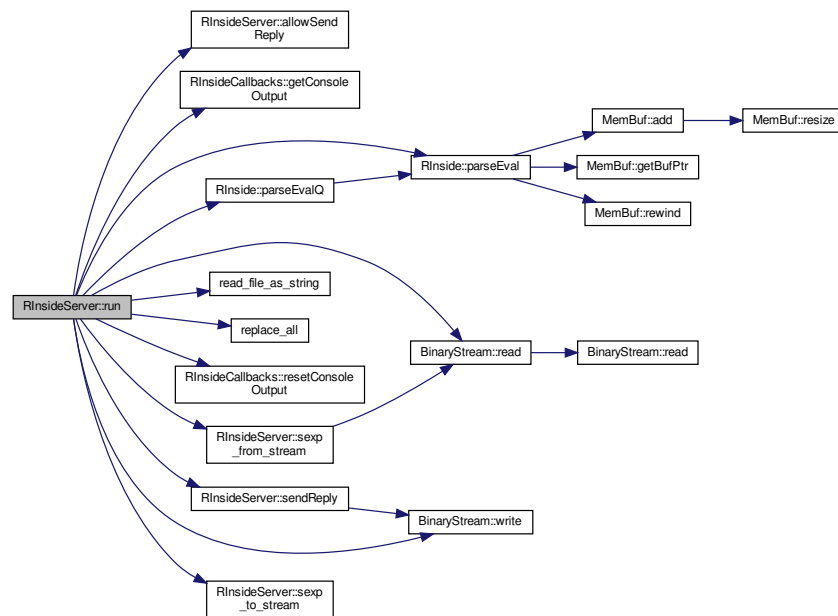 RInsideServer::allowSend
Reply
RInsideCallbacks::getConsole
Output
MemBuf::add
MemBuf::resize
RInside::parseEval
MemBuf::getBufPtr
RInside::parseEvalQ
MemBuf::rewind
read_file_as_string
RInsideServer::run
replace_all
BinaryStream::read
BinaryStream::read
RInsideCallbacks::resetConsole
Output
RInsideServer::sexp
_from_stream
RInsideServer::sendReply
BinaryStream::write
RInsideServer::sexp
_to_stream